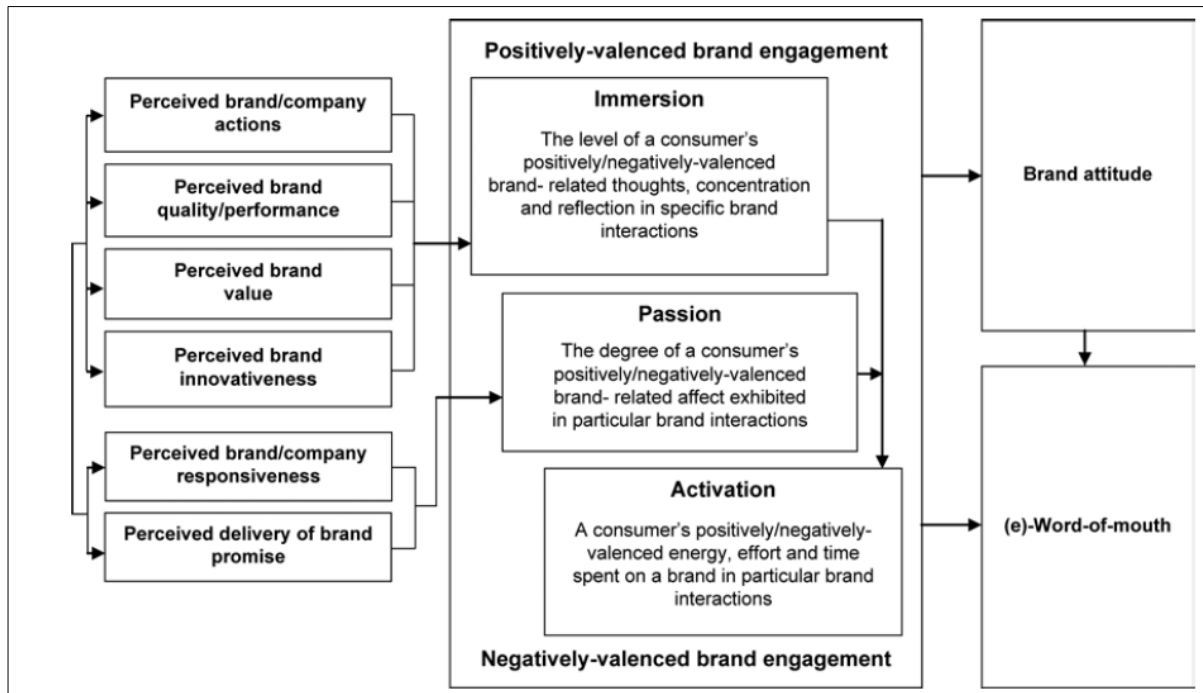 Perceived brand/company
actions
Perceived brand
quality/performance
Perceived brand
value
Perceived brand
innovativeness
Perceived brand/company
responsiveness
Perceived delivery of brand
promise
Positively-valenced brand engagement
Immersion
The level of a consumer’s
positively/negatively-valenced
brand- related thoughts, concentration
and reflection in specific brand
interactions
Passion
The degree of a consumer’s
positively/negatively-valenced
brand- related affect exhibited
in particular brand interactions
Activation
A consumer’s positively/negatively-
valenced energy, effort and time
spent on a brand in particular brand
interactions
Negatively-valenced brand engagement
Brand attitude
(e)-Word-of-mouth